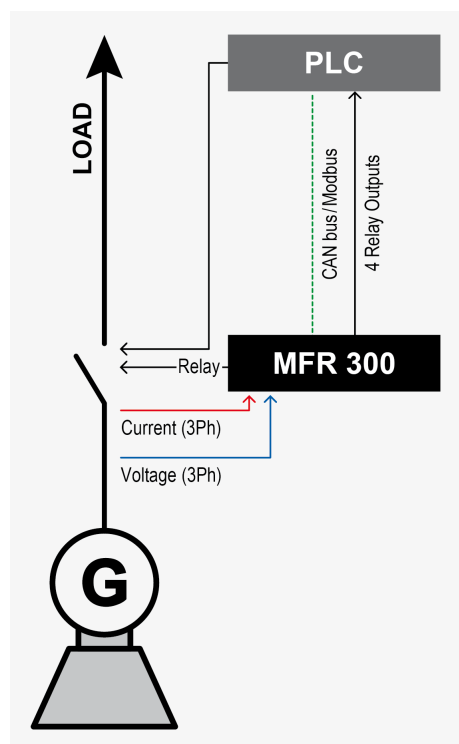 PLC
LOAD
CAN bus/Modbus
4 Relay Outputs
Relay
MFR 300
Current (3Ph)
Voltage (3Ph)
G